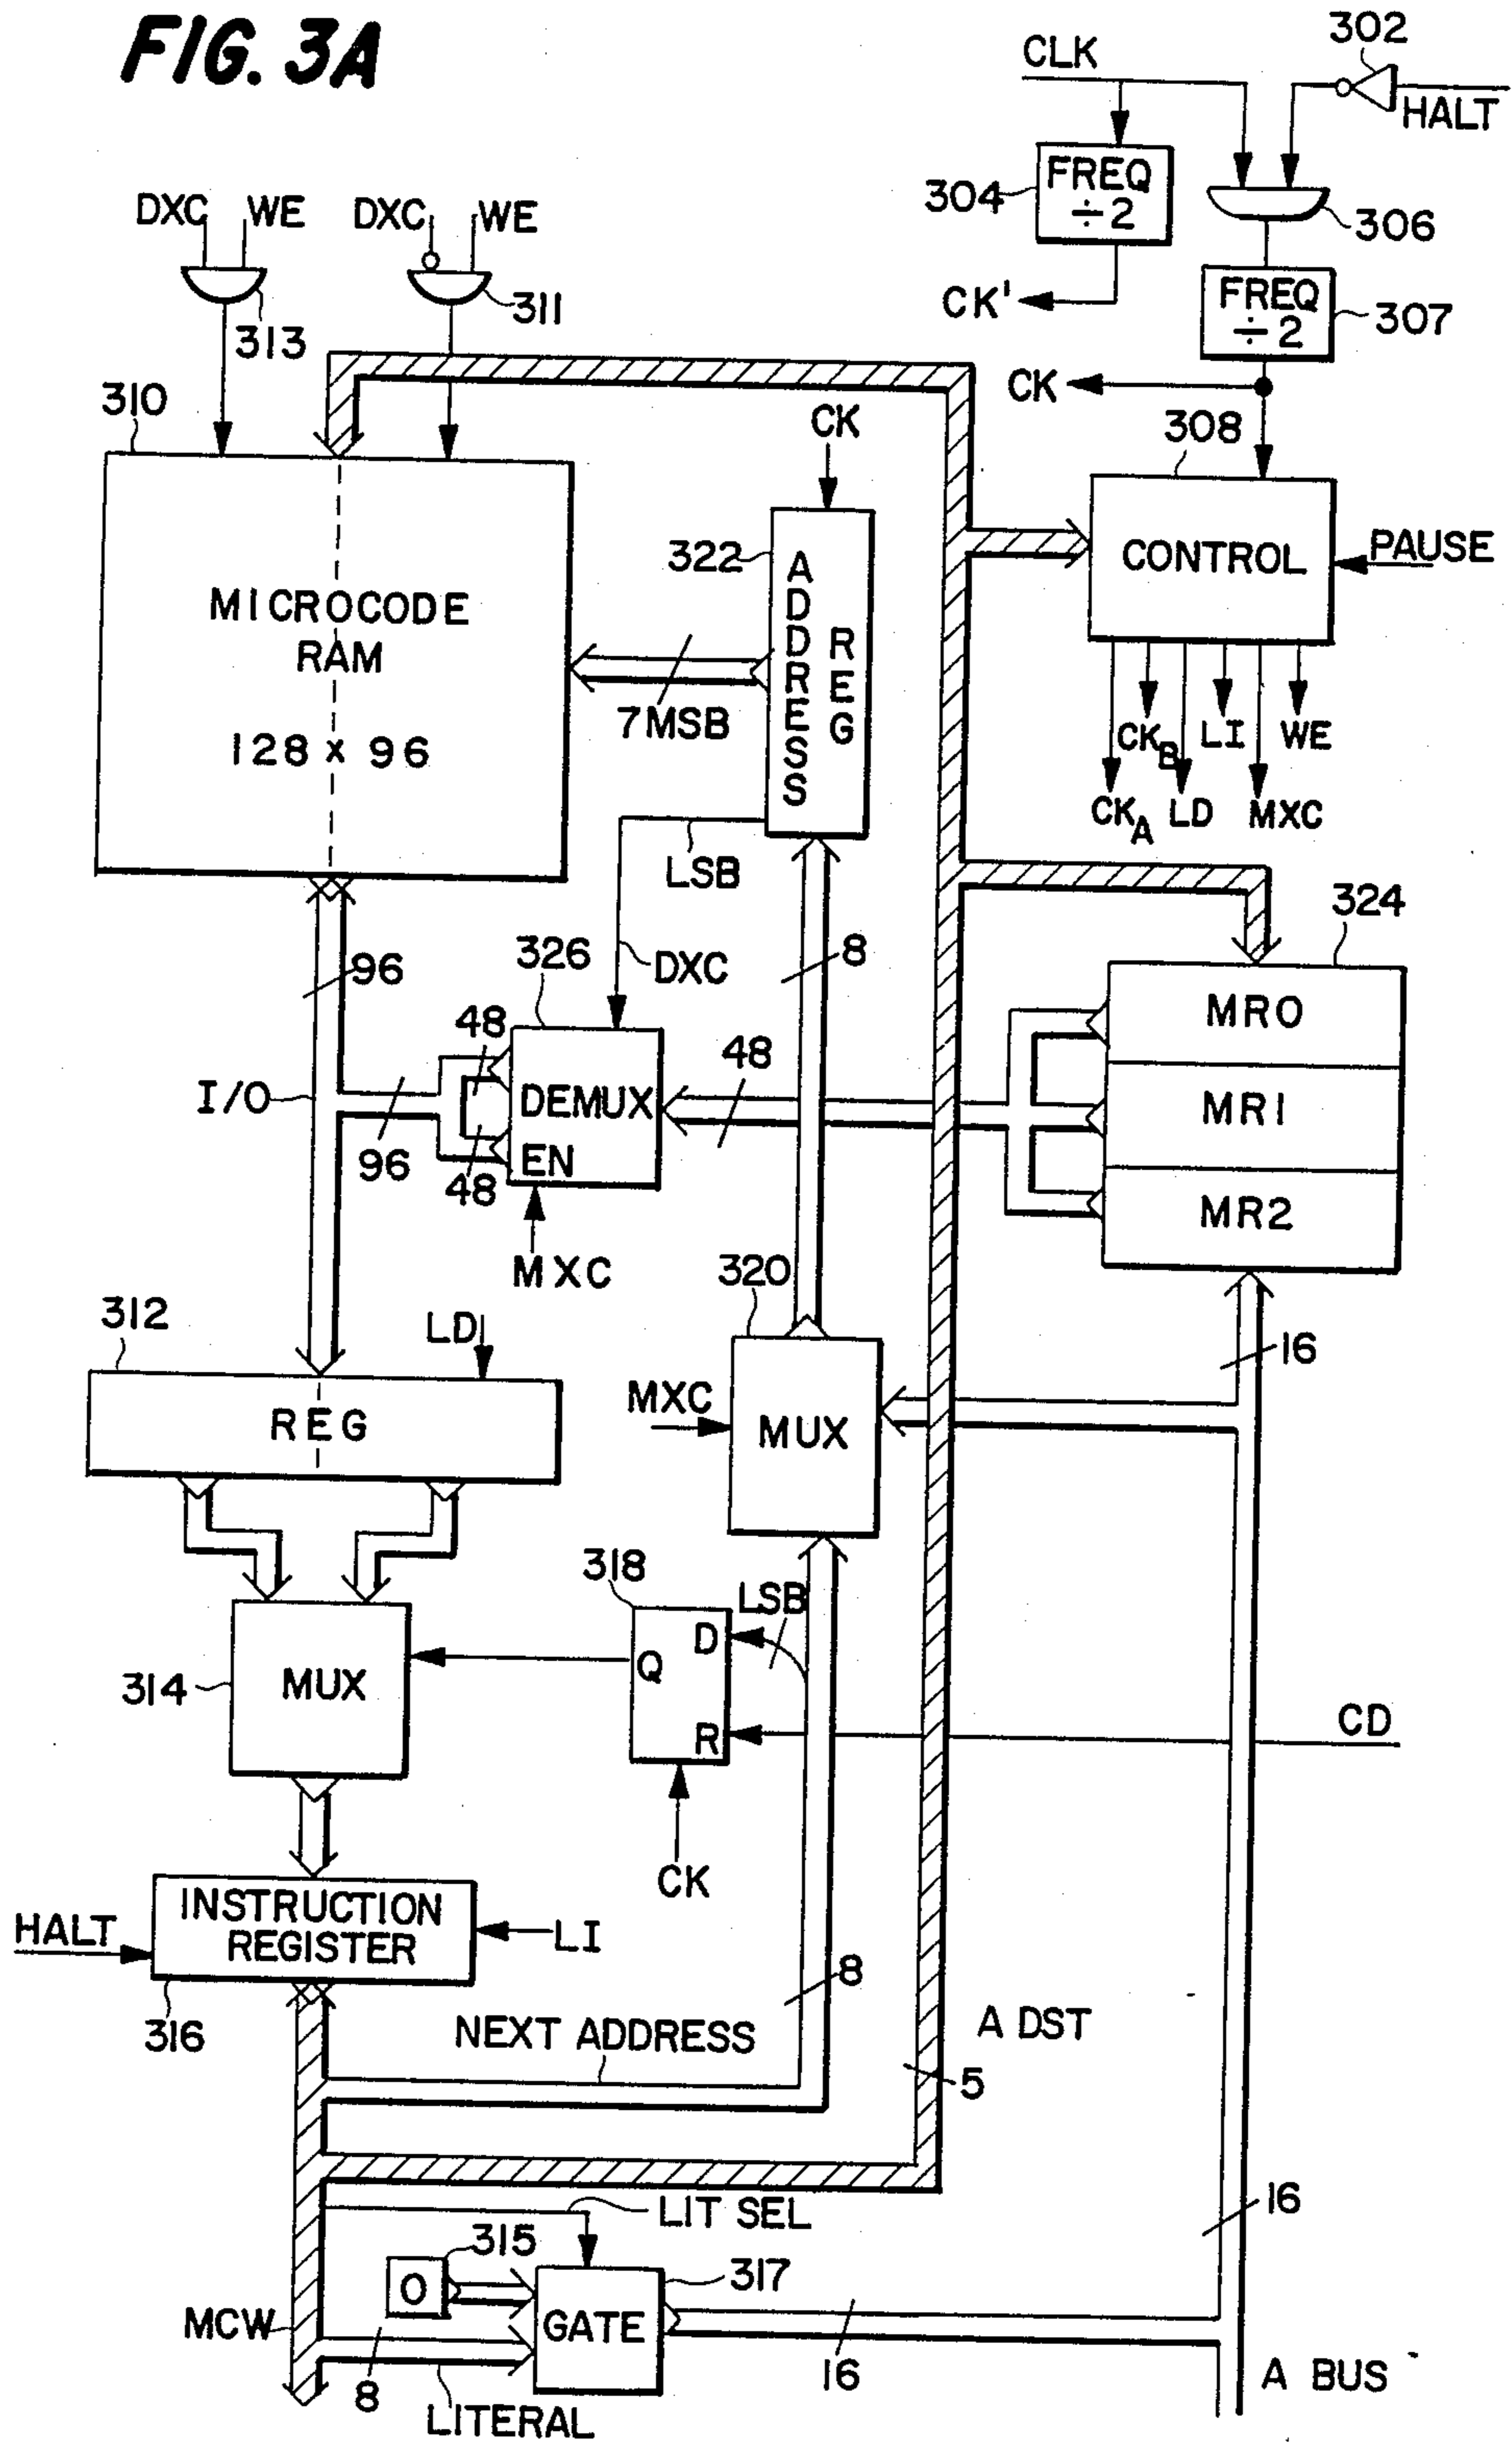 FIG. 3A
CLK
302
HALT
304
FREQ
÷2
306
DXC WE
DXC WE
313
311
CK'
FREQ
÷2
307
CK
310
308
CK
322
ADDRESS
REG
MICROCODE
RAM
128 x 96
7MSB
CONTROL
PAUSE
CKA
CKB
LD
LI
MXC
WE
LSB
DXC
324
326
8
96
48
48
48
MR0
MR1
MR2
I/O
DEMUX
EN
96
MXC
320
312
LD
16
REG
MXC
MUX
318
LSB
D
Q
R
314
MUX
CD
CK
INSTRUCTION
REGISTER
HALT
LI
316
8
NEXT ADDRESS
A DST
5
LIT SEL
16
315
0
317
GATE
MCW
8
16
LITERAL
A BUS